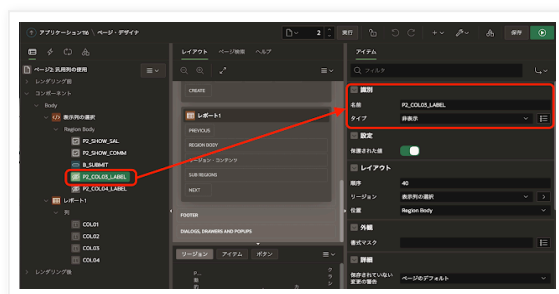 アプリケーション116 \ ページ・デザイナ
2
実行
保存
レイアウト ページ検索 ヘルプ
アイテム
フィルタ
ページ2: 汎用列の使用
レンダリング前
コンポーネント
Body
表示列の選択
Region Body
P2_SHOW_SAL
P2_SHOW_COMM
B_SUBMIT
P2_COL03_LABEL
P2_COL04_LABEL
レポート1
列
COL01
COL02
COL03
COL04
レンダリング後
CREATE
レポート1
PREVIOUS
REGION BODY
リージョン・コンテンツ
SUB REGIONS
NEXT
FOOTER
DIALOGS, DRAWERS AND POPUPS
リージョン アイテム ボタン
識別
名前 P2_COL03_LABEL
タイプ 非表示
設定
保護された値
レイアウト
順序 40
リージョン 表示列の選択
位置 Region Body
外観
書式マスク
詳細
保存されていない変更の警告 ページのデフォルト